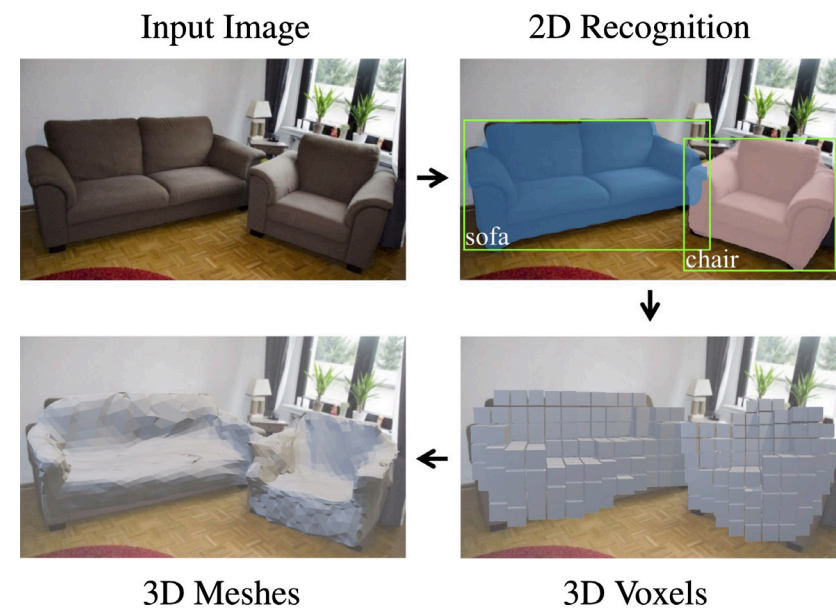 Input Image
2D Recognition
sofa
chair
3D Meshes
3D Voxels